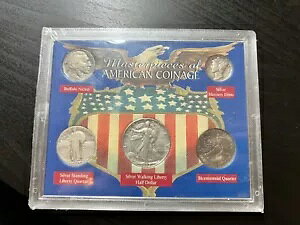 Masterpieces of
AMERICAN COINAGE
Buffalo Nickel
Silver
Mercury Dime
Silver Standing
Liberty Quarter
Silver Walking Liberty
Half Dollar
Bicentennial Quarter